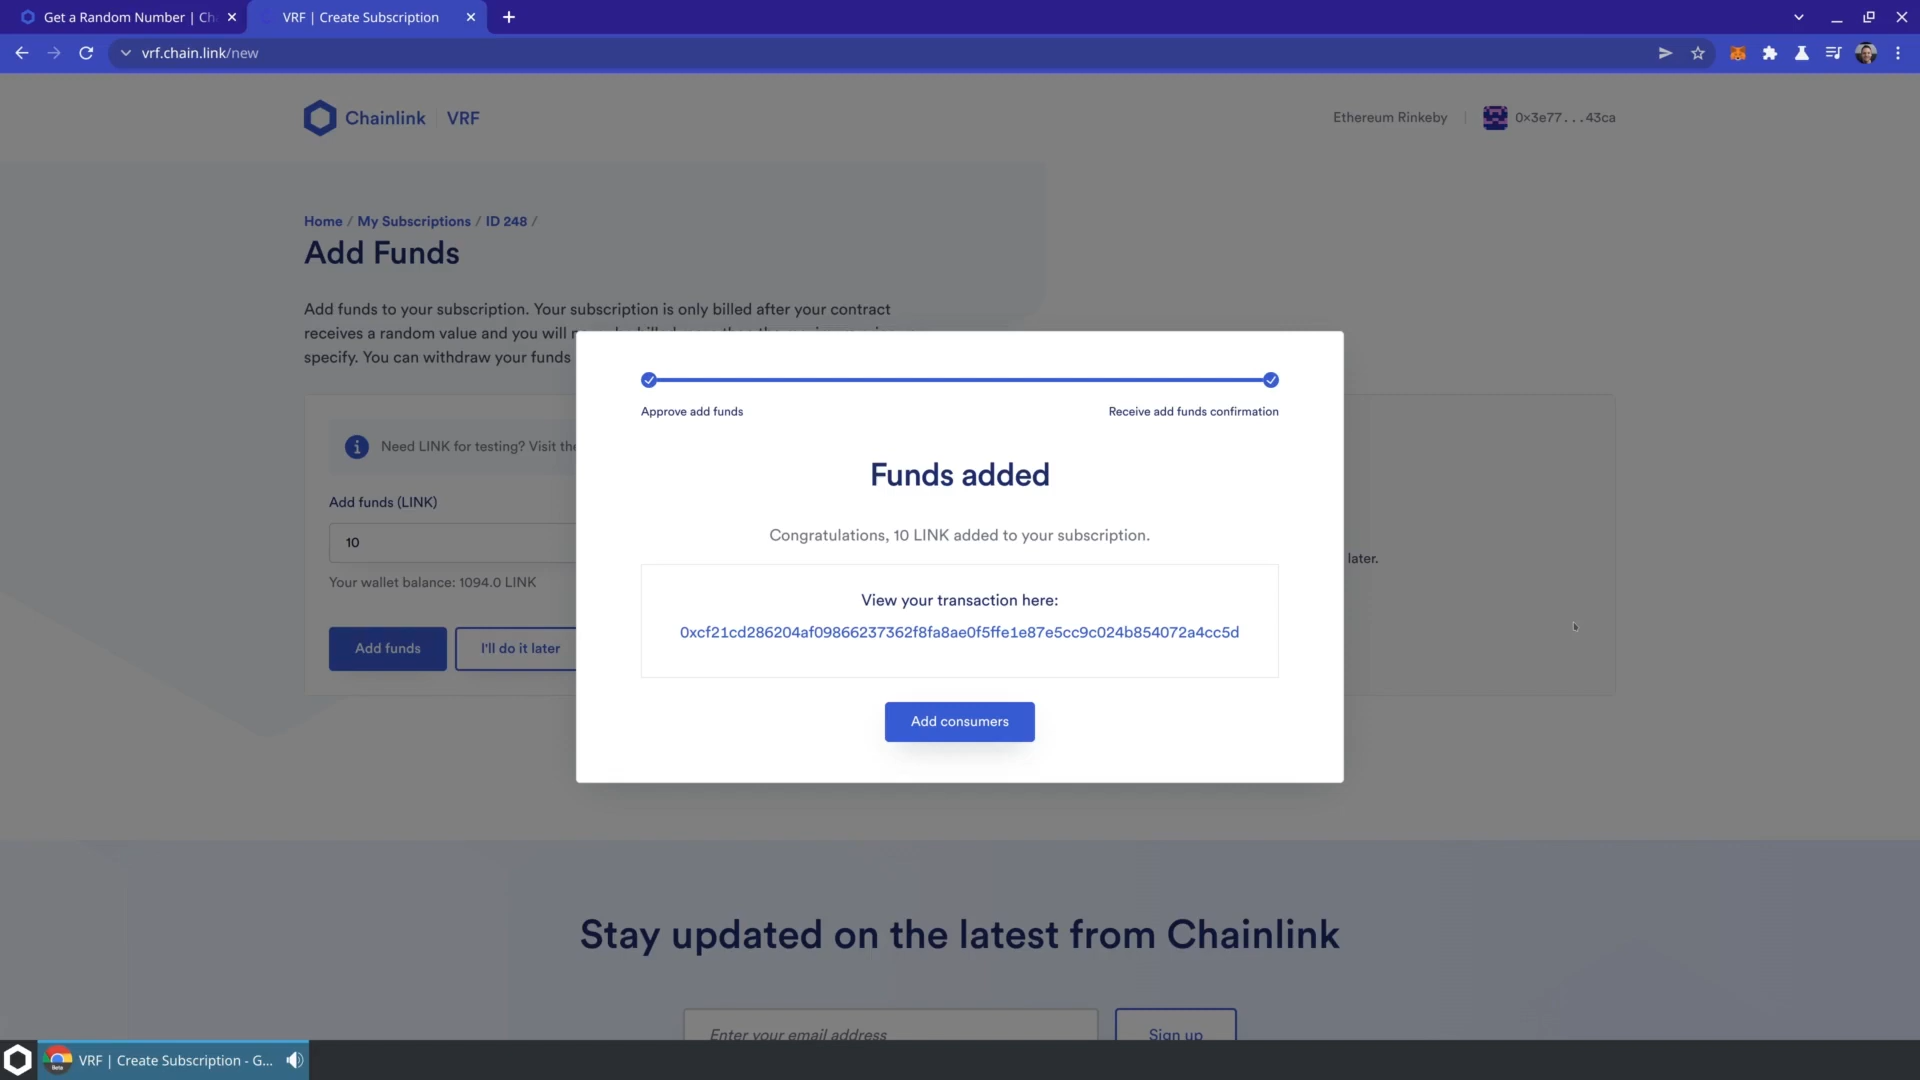 Get a Random Number | Ch
VRF | Create Subscription
vrf.chain.link/new
Chainlink | VRF
Ethereum Rinkeby | 0x3e77...43ca
Home / My Subscriptions / ID 248 /
Add Funds
Add funds to your subscription. Your subscription is only billed after your contract
receives a random value and you will
specify. You can withdraw your funds
Approve add funds
Receive add funds confirmation
Need LINK for testing? Visit the
Funds added
Add funds (LINK)
Congratulations, 10 LINK added to your subscription.
10
later.
Your wallet balance: 1094.0 LINK
View your transaction here:
0xcf21cd286204af09866237362f8fa8ae0f5ffe1e87e5cc9c024b854072a4cc5d
Add funds
I'll do it later
Add consumers
Stay updated on the latest from Chainlink
Enter your email address
Sign up
VRF | Create Subscription - G...